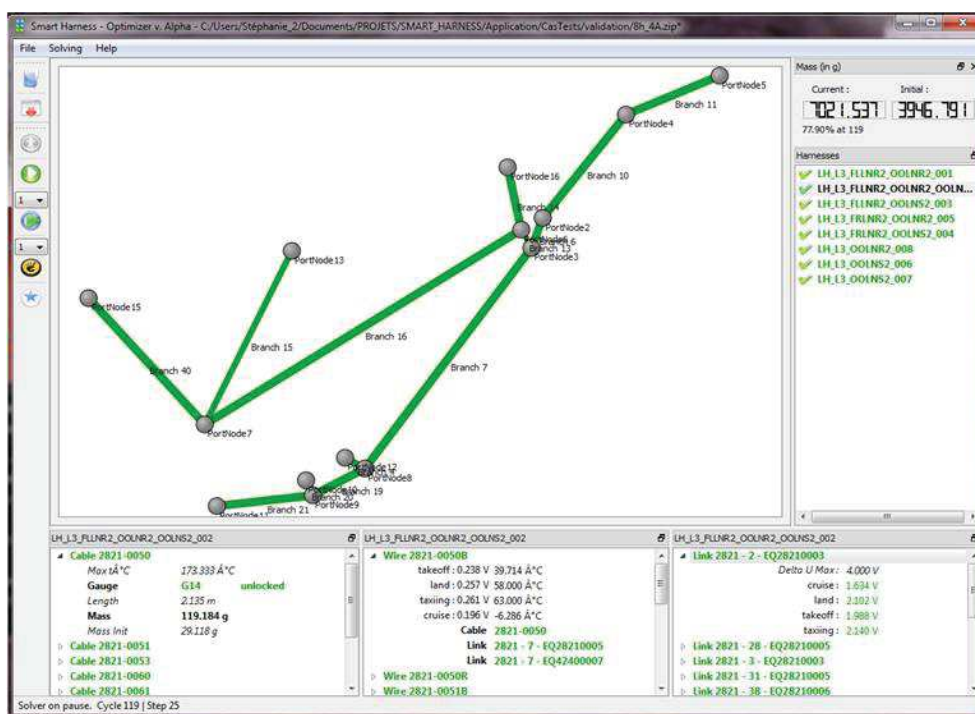 Smart Harness - Optimizer v. Alpha - C:/Users/Stéphanie_2/Documents/PROJETS/SMART_HARNESS/Application/CasTests/validation/8h_4A.zip*
File Solving Help
Mass (in g)
Current : Initial :
7021.537 3946.791
77.90% at 119
Harnesses
LH_L3_FLLNR2_OOLNR2_001
LH_L3_FLLNR2_OOLNR2_OOLN...
LH_L3_FLLNR2_OOLNS2_003
LH_L3_FRLNR2_OOLNR2_005
LH_L3_FRLNR2_OOLNS2_004
LH_L3_OOLNR2_008
LH_L3_OOLNS2_006
LH_L3_OOLNS2_007
1
1
PortNode5
Branch 11
PortNode4
PortNode16
Branch 10
Branch 14
PortNode2
Branch 13
PortNode3
PortNode13
PortNode15
Branch 16
Branch 15
Branch 7
Branch 40
PortNode7
PortNode12
PortNode8
Branch 19
Branch 20
PortNode9
Branch 21
LH_L3_FLLNR2_OOLNR2_OOLNS2_002
Cable 2821-0050
Max tÂ°C 173.333 Â°C
Gauge G14 unlocked
Length 2.135 m
Mass 119.184 g
Mass Init 29.118 g
Cable 2821-0051
Cable 2821-0053
Cable 2821-0060
Cable 2821-0061
LH_L3_FLLNR2_OOLNR2_OOLNS2_002
Wire 2821-0050B
takeoff : 0.238 V 39.714 Â°C
land : 0.257 V 58.000 Â°C
taxiing : 0.261 V 63.000 Â°C
cruise : 0.196 V -6.286 Â°C
Cable 2821-0050
Link 2821 - 7 - EQ28210005
Link 2821 - 7 - EQ42400007
Wire 2821-0050R
Wire 2821-0051B
LH_L3_FLLNR2_OOLNR2_OOLNS2_002
Link 2821 - 2 - EQ28210003
Delta U Max : 4.000 V
cruise : 1.634 V
land : 2.102 V
takeoff : 1.988 V
taxiing : 2.140 V
Link 2821 - 28 - EQ28210005
Link 2821 - 3 - EQ28210003
Link 2821 - 31 - EQ28210005
Link 2821 - 38 - EQ28210006
Solver on pause. Cycle 119 | Step 25